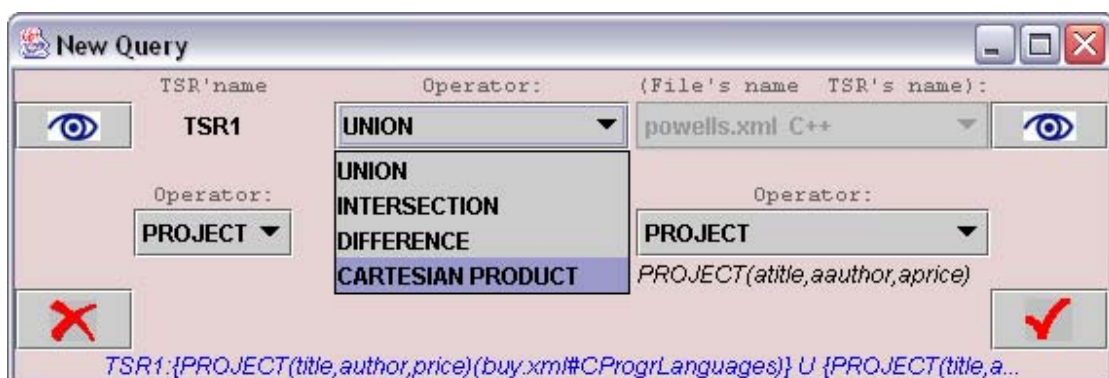 New Query
TSR'name Operator: (File's name TSR's name):
TSR1 UNION powells.xml C++
UNION
INTERSECTION
DIFFERENCE
CARTESIAN PRODUCT
Operator: Operator:
PROJECT PROJECT
PROJECT(atitle,aauthor,aprice)
TSR1:{PROJECT(title,author,price)(buy.xml#CProgrLanguages)} U {PROJECT(title,a...